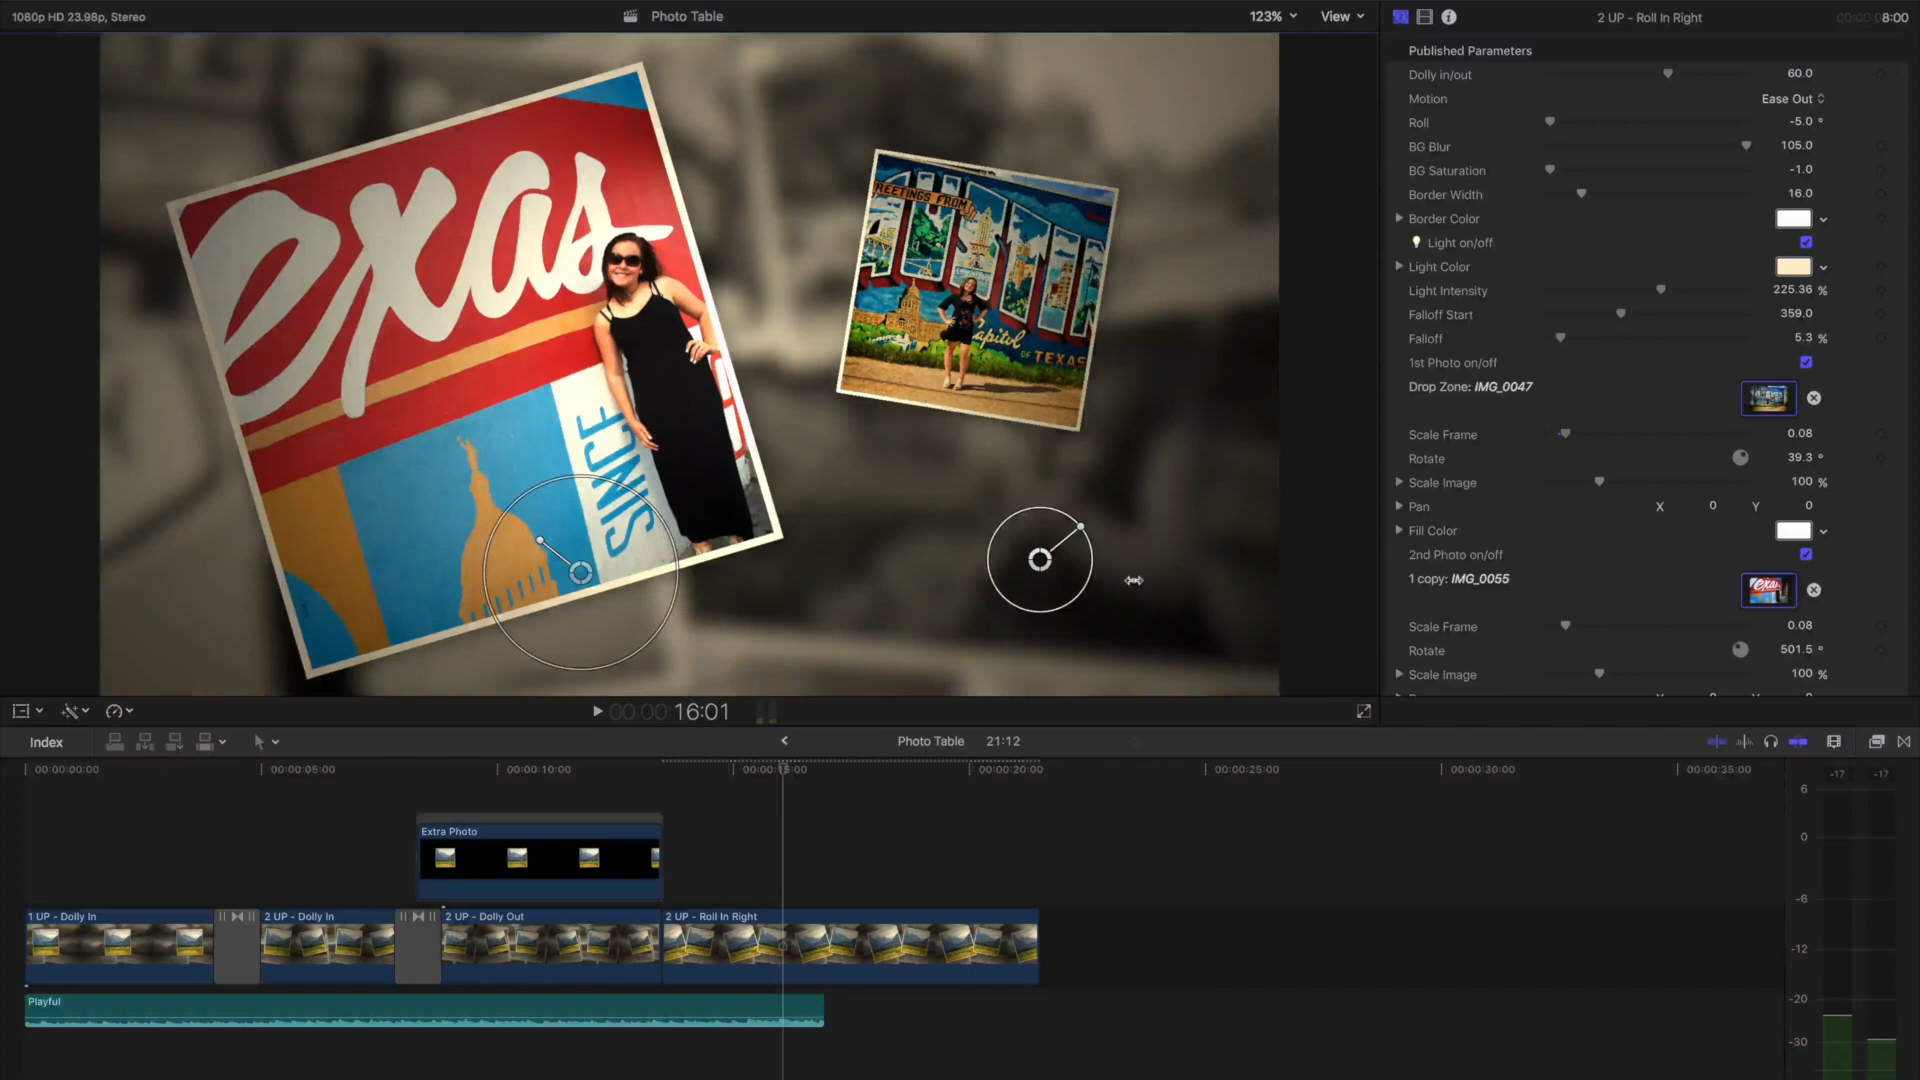 1080p HD 23.98p, Stereo
Photo Table
123%
View
2 UP - Roll In Right
00:00:08:00
exas
SINCE
REETINGS FROM
AUSTIN
Capitol
OF TEXAS
Published Parameters
Dolly in/out 60.0
Motion Ease Out
Roll -5.0 °
BG Blur 105.0
BG Saturation -1.0
Border Width 16.0
Border Color
Light on/off
Light Color
Light Intensity 225.36 %
Falloff Start 359.0
Falloff 5.3 %
1st Photo on/off
Drop Zone: IMG_0047
Scale Frame 0.08
Rotate 39.3 °
Scale Image 100 %
Pan X 0 Y 0
Fill Color
2nd Photo on/off
1 copy: IMG_0055
Scale Frame 0.08
Rotate 501.5 °
Scale Image 100 %
00:00:16:01
Index
Photo Table 21:12
00:00:00:00
00:00:05:00
00:00:10:00
00:00:15:00
00:00:20:00
00:00:25:00
00:00:30:00
00:00:35:00
-17 -17
6
0
-6
-12
-20
-30
Extra Photo
1 UP - Dolly In
2 UP - Dolly In
2 UP - Dolly Out
2 UP - Roll In Right
Playful